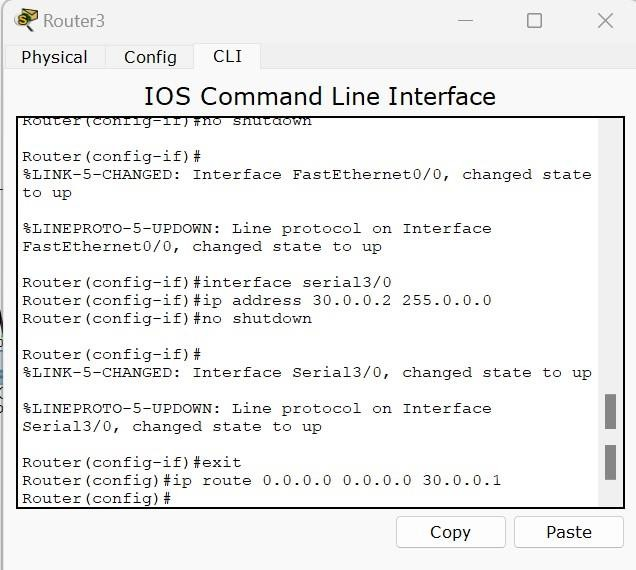 Router3
Physical
Config
CLI
IOS Command Line Interface
Router(config-if)#no shutdown
Router(config-if)#
%LINK-5-CHANGED: Interface FastEthernet0/0, changed state
to up
%LINEPROTO-5-UPDOWN: Line protocol on Interface
FastEthernet0/0, changed state to up
Router(config-if)#interface serial3/0
Router(config-if)#ip address 30.0.0.2 255.0.0.0
Router(config-if)#no shutdown
Router(config-if)#
%LINK-5-CHANGED: Interface Serial3/0, changed state to up
%LINEPROTO-5-UPDOWN: Line protocol on Interface
Serial3/0, changed state to up
Router(config-if)#exit
Router(config)#ip route 0.0.0.0 0.0.0.0 30.0.0.1
Router(config)#
Copy
Paste